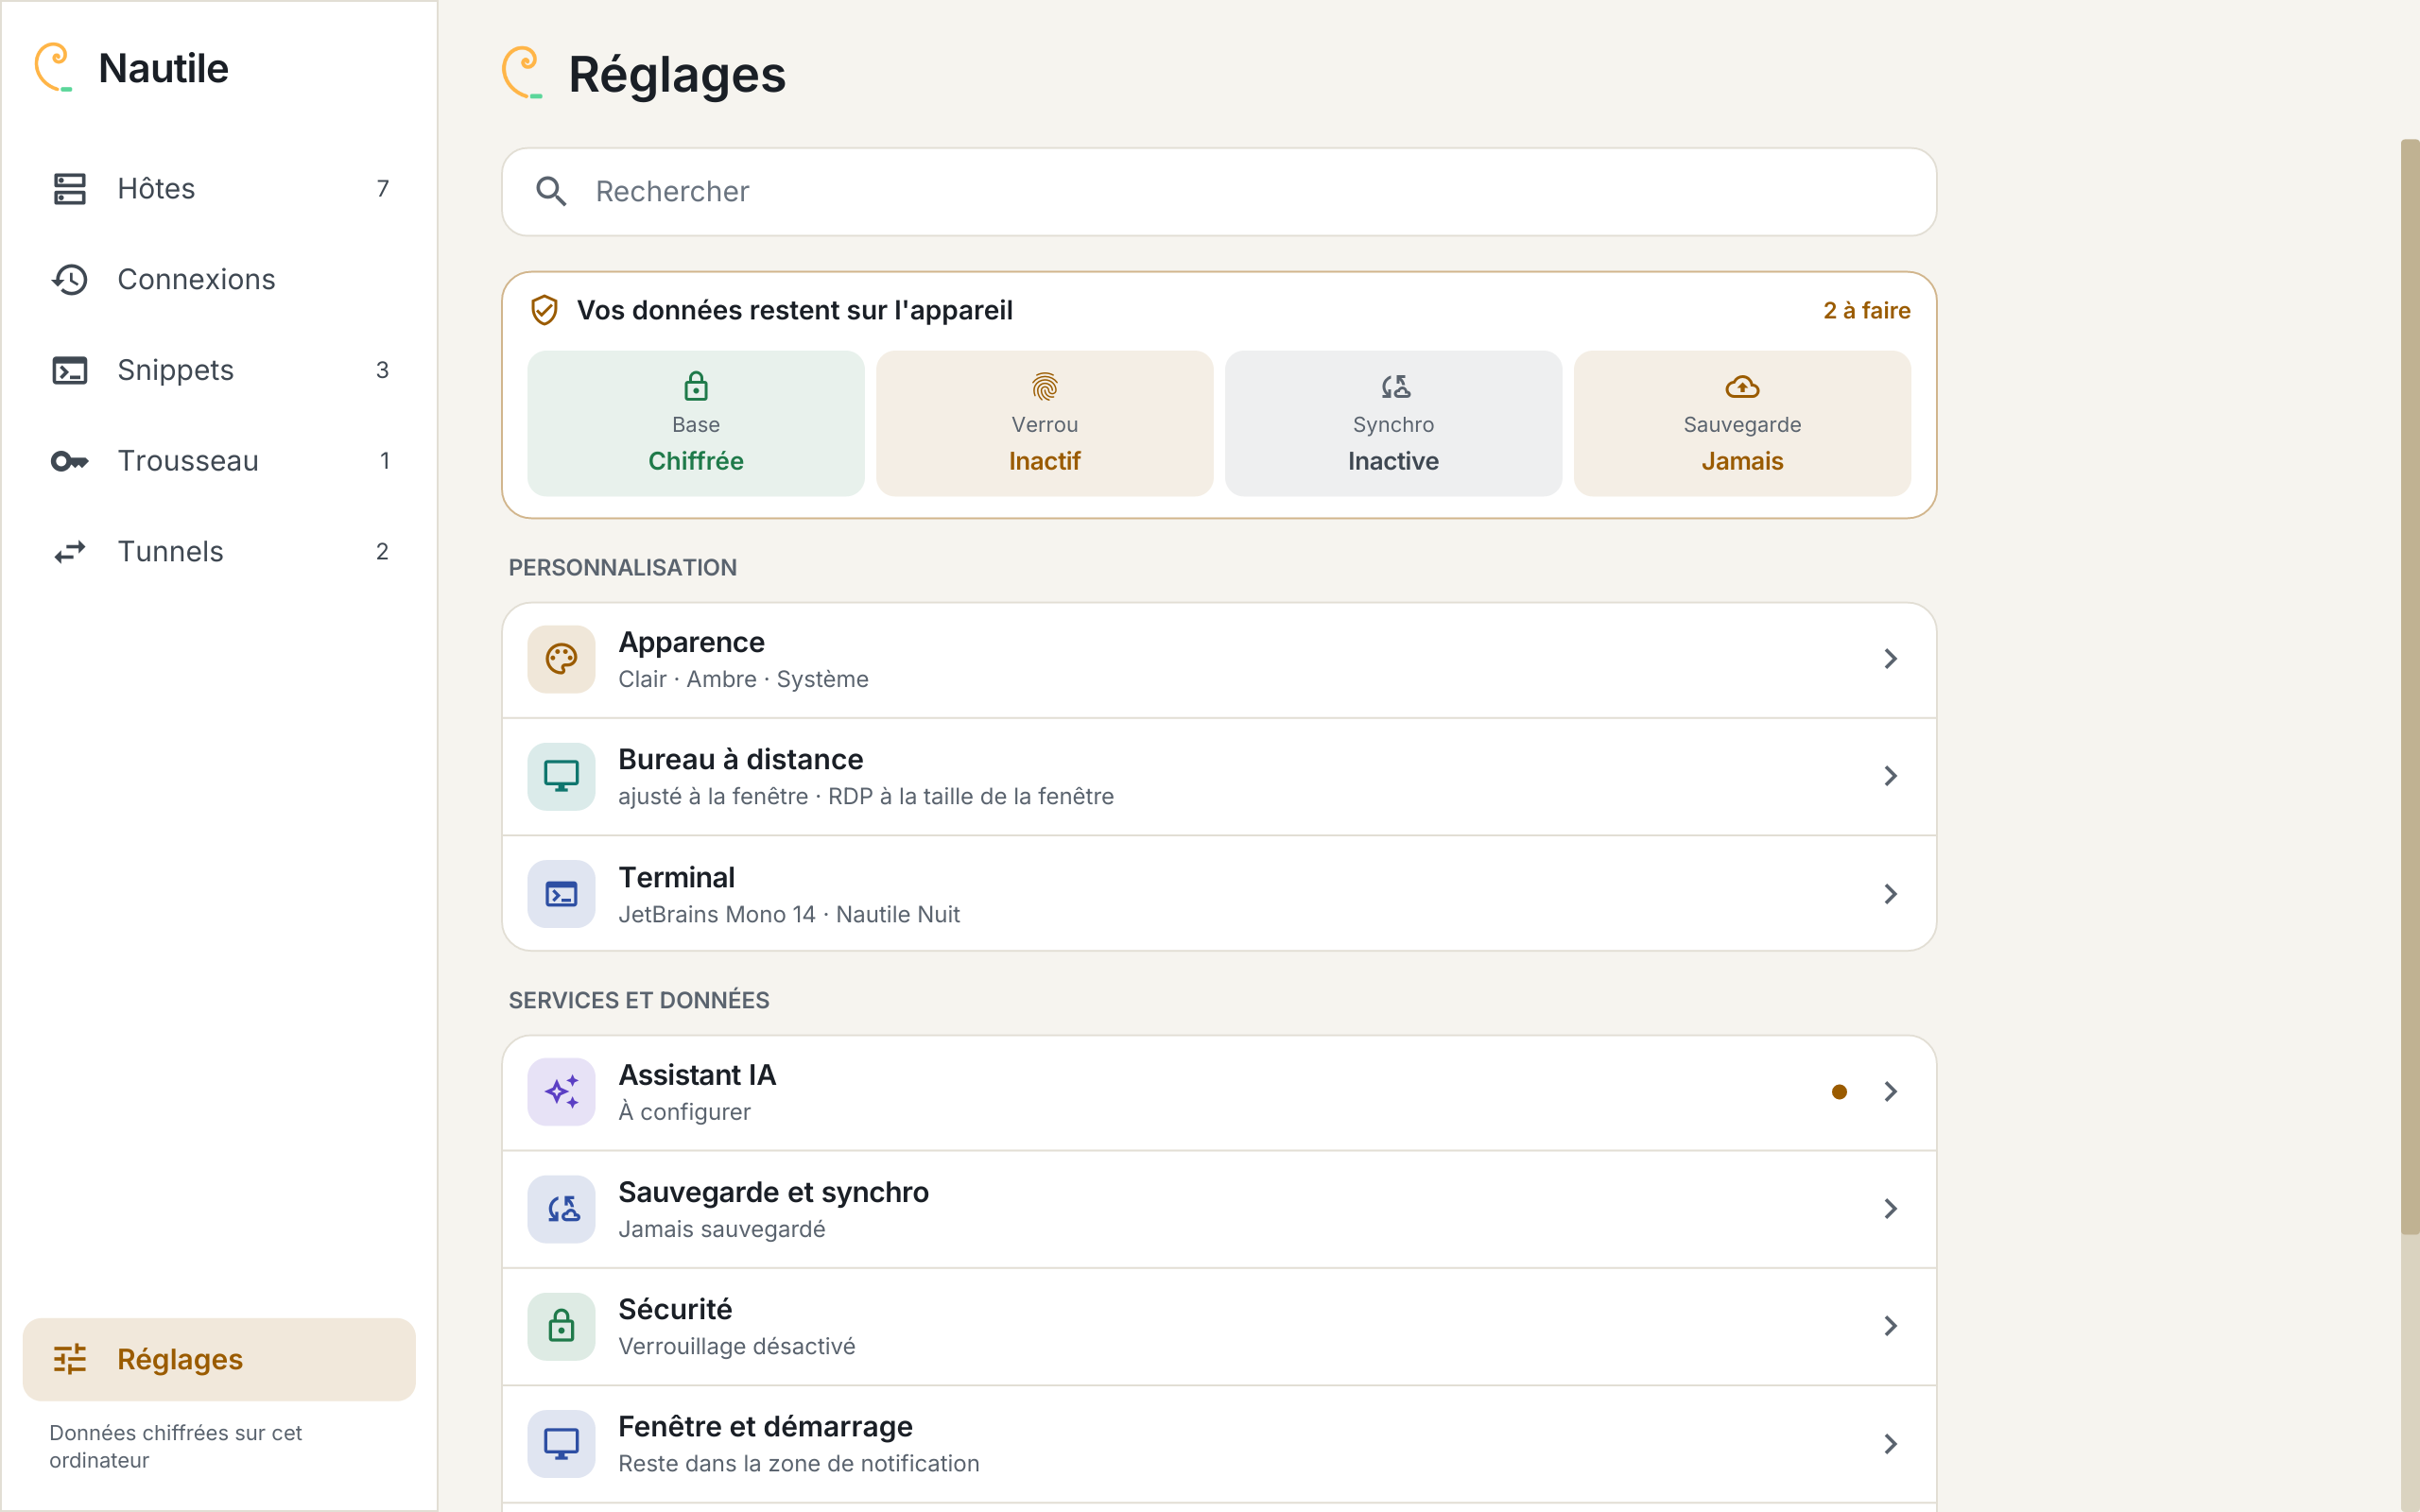 Nautile
Hôtes 7
Connexions
Snippets 3
Trousseau 1
Tunnels 2
Réglages
Données chiffrées sur cet
ordinateur
Réglages
Rechercher
Vos données restent sur l'appareil 2 à faire
Base
Chiffrée
Verrou
Inactif
Synchro
Inactive
Sauvegarde
Jamais
PERSONNALISATION
Apparence
Clair · Ambre · Système
Bureau à distance
ajusté à la fenêtre · RDP à la taille de la fenêtre
Terminal
JetBrains Mono 14 · Nautile Nuit
SERVICES ET DONNÉES
Assistant IA
À configurer
Sauvegarde et synchro
Jamais sauvegardé
Sécurité
Verrouillage désactivé
Fenêtre et démarrage
Reste dans la zone de notification